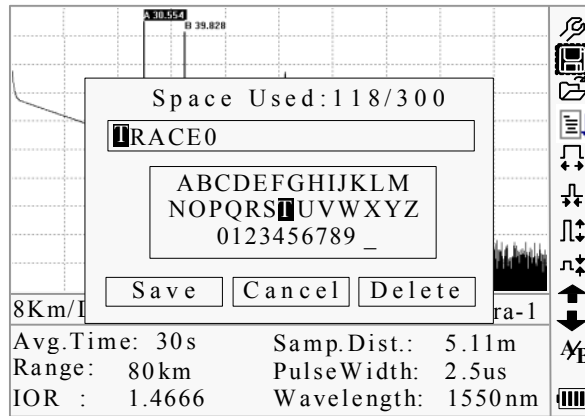 A 30.554
B 39.828
Space Used:118/300
TRACE0
ABCDEFGHIJKLM
NOPQRSTUVWXYZ
0123456789 _
Save Cancel Delete
8Km/ ra-1
Avg.Time: 30s Samp.Dist.: 5.11m
Range: 80km PulseWidth: 2.5us
IOR : 1.4666 Wavelength: 1550nm
A/B